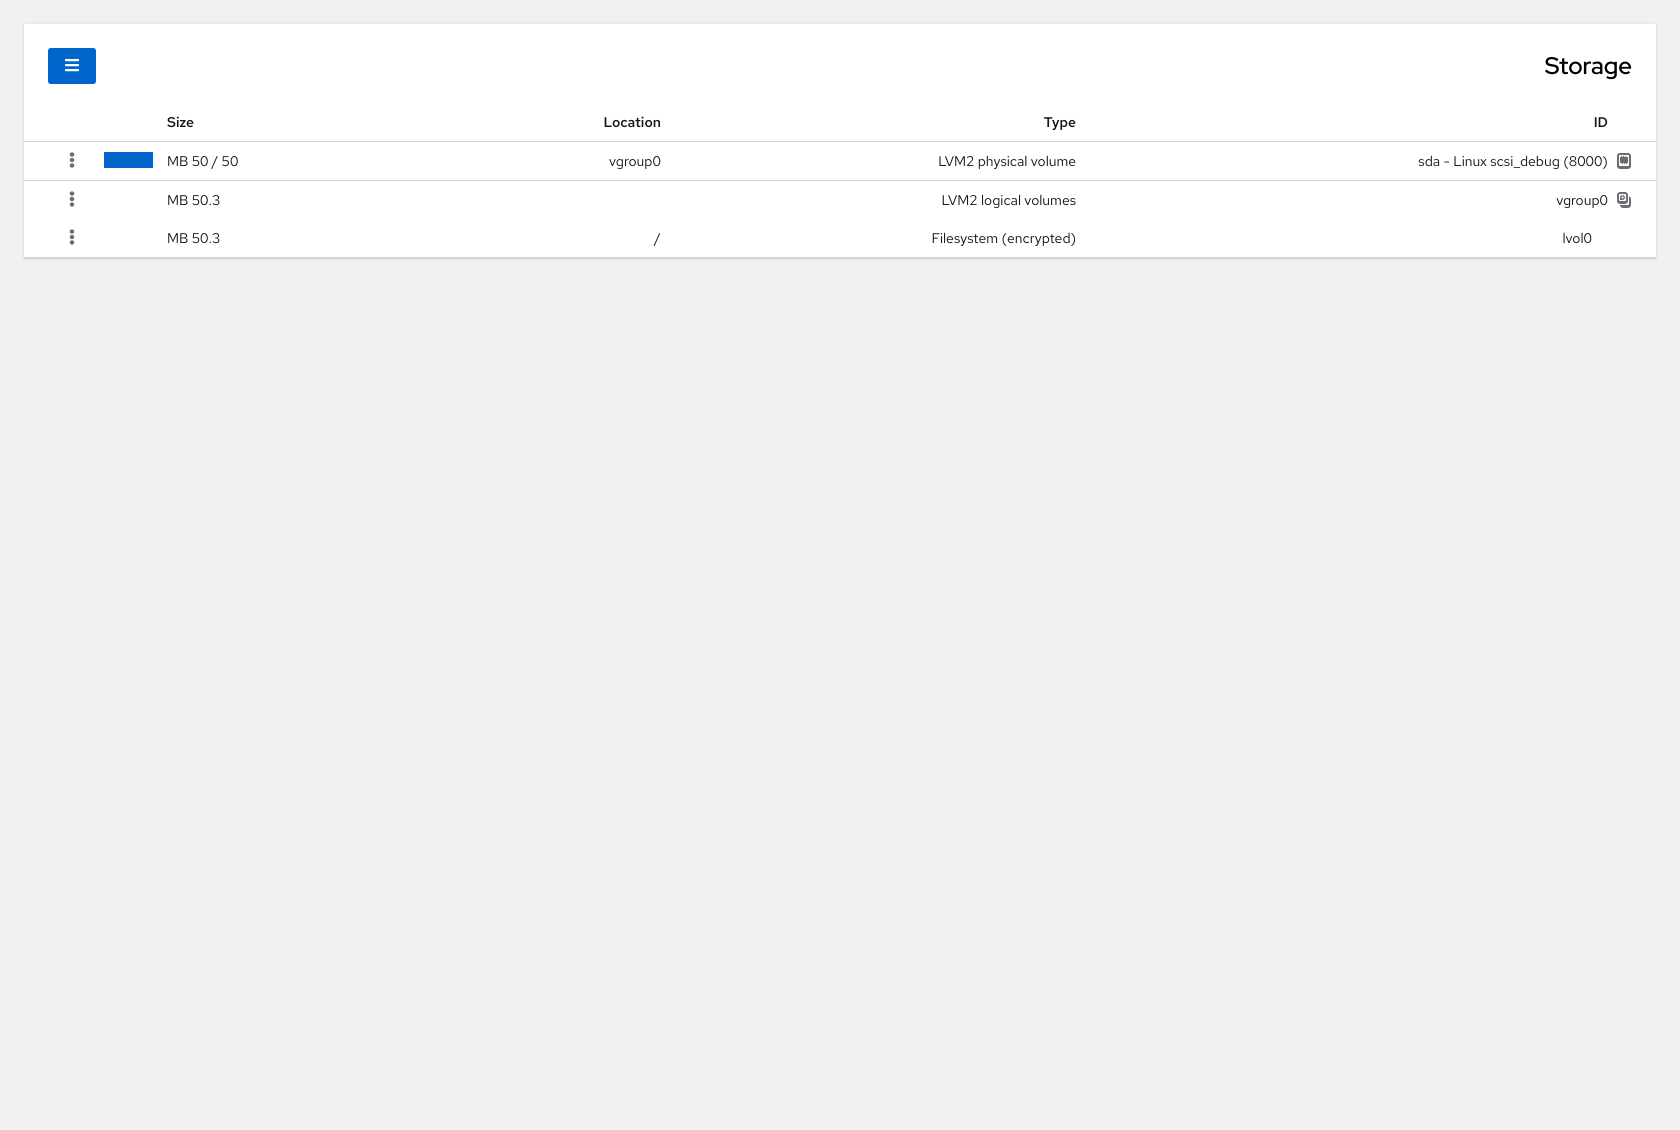 Storage
ID Type Location Size
sda - Linux scsi_debug (8000) LVM2 physical volume vgroup0 50 / 50 MB
vgroup0 LVM2 logical volumes 50.3 MB
lvol0 Filesystem (encrypted) / 50.3 MB